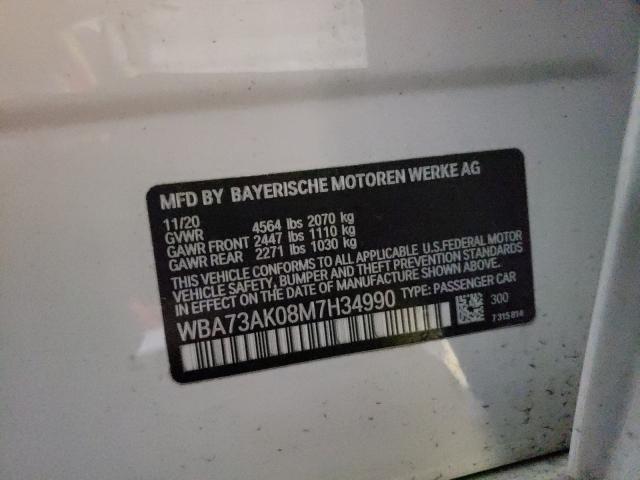 MFD BY BAYERISCHE MOTOREN WERKE AG
11/20
GVWR 4564 lbs 2070 kg
GAWR FRONT 2447 lbs 1110 kg
GAWR REAR 2271 lbs 1030 kg
THIS VEHICLE CONFORMS TO ALL APPLICABLE U.S.FEDERAL MOTOR
VEHICLE SAFETY, BUMPER AND THEFT PREVENTION STANDARDS
IN EFFECT ON THE DATE OF MANUFACTURE SHOWN ABOVE.
WBA73AK08M7H34990 TYPE: PASSENGER CAR
300
7 315 814